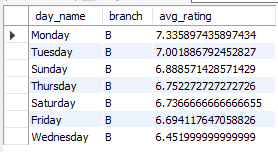 day_name branch avg_rating
Monday B 7.335897435897434
Tuesday B 7.001886792452827
Sunday B 6.888571428571429
Thursday B 6.752272727272726
Saturday B 6.7366666666666655
Friday B 6.694117647058826
Wednesday B 6.451999999999999